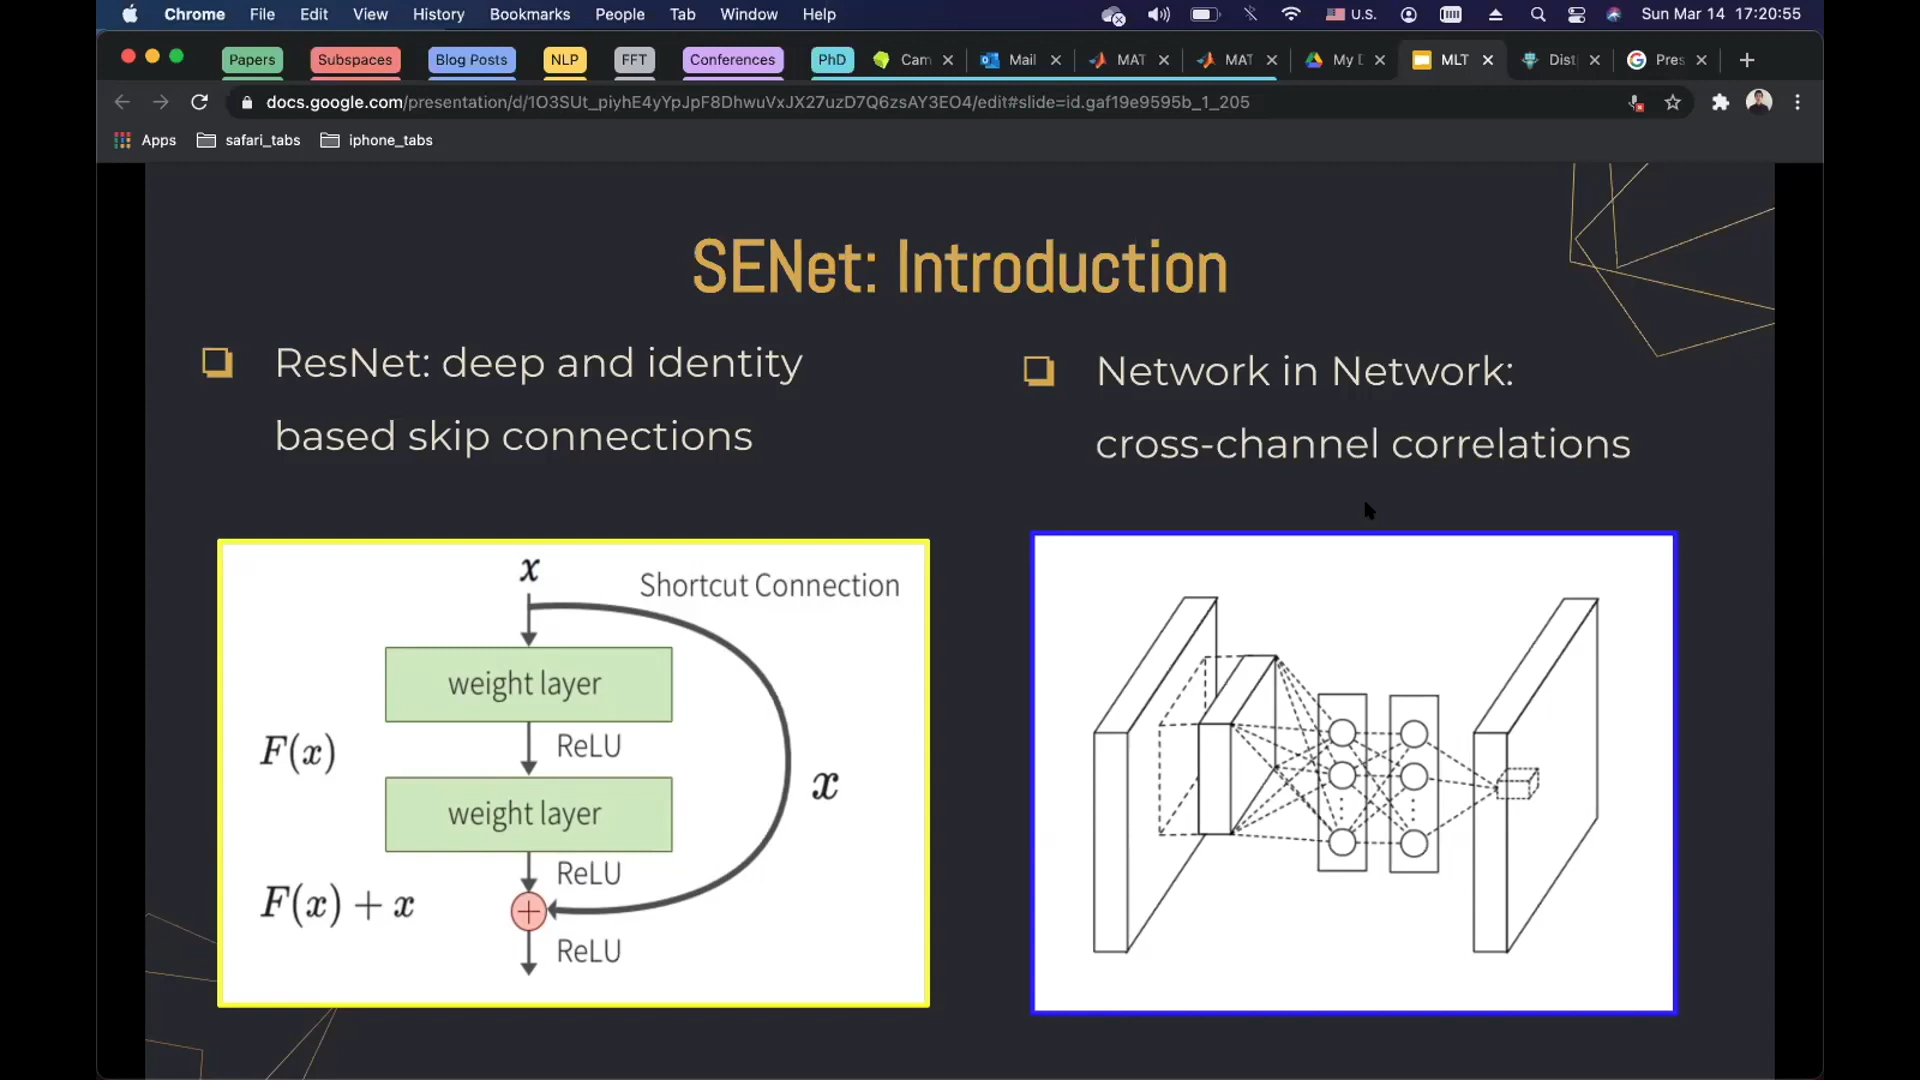 Chrome File Edit View History Bookmarks People Tab Window Help U.S. Sun Mar 14 17:20:55
Papers Subspaces Blog Posts NLP FFT Conferences PhD Cam Mail MAT MAT My D MLT Dist Pres
docs.google.com/presentation/d/1O3SUt_piyhE4yYpJpF8DhwuVxJX27uzD7Q6zsAY3EO4/edit#slide=id.gaf19e9595b_1_205
Apps safari_tabs iphone_tabs
SENet: Introduction
ResNet: deep and identity
based skip connections
Network in Network:
cross-channel correlations
x
Shortcut Connection
weight layer
F(x)
ReLU
x
weight layer
ReLU
F(x) + x
+
ReLU